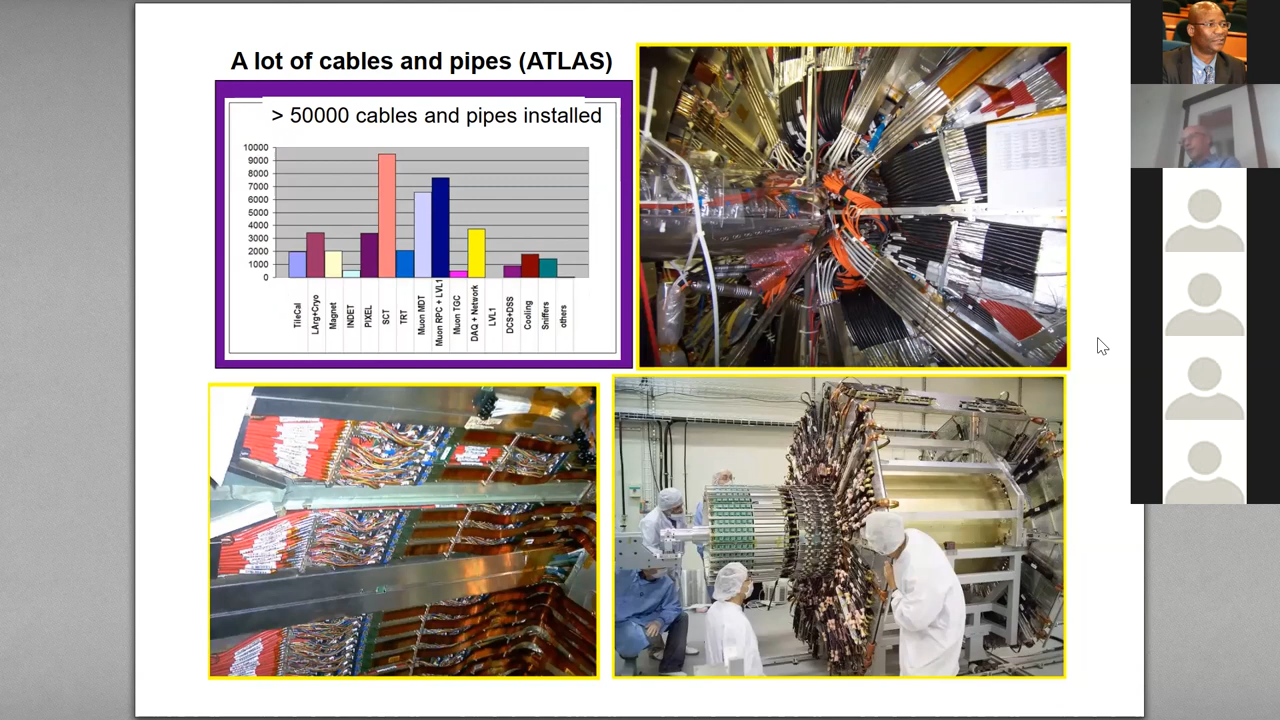 A lot of cables and pipes (ATLAS)
> 50000 cables and pipes installed
10000
9000
8000
7000
6000
5000
4000
3000
2000
1000
0
TileCal
LArg+Cryo
Magnet
INDET
PIXEL
SCT
TRT
Muon MDT
Muon RPC + LVL1
Muon TGC
DAQ + Network
LVL1
DCS+DSS
Cooling
Sniffers
others